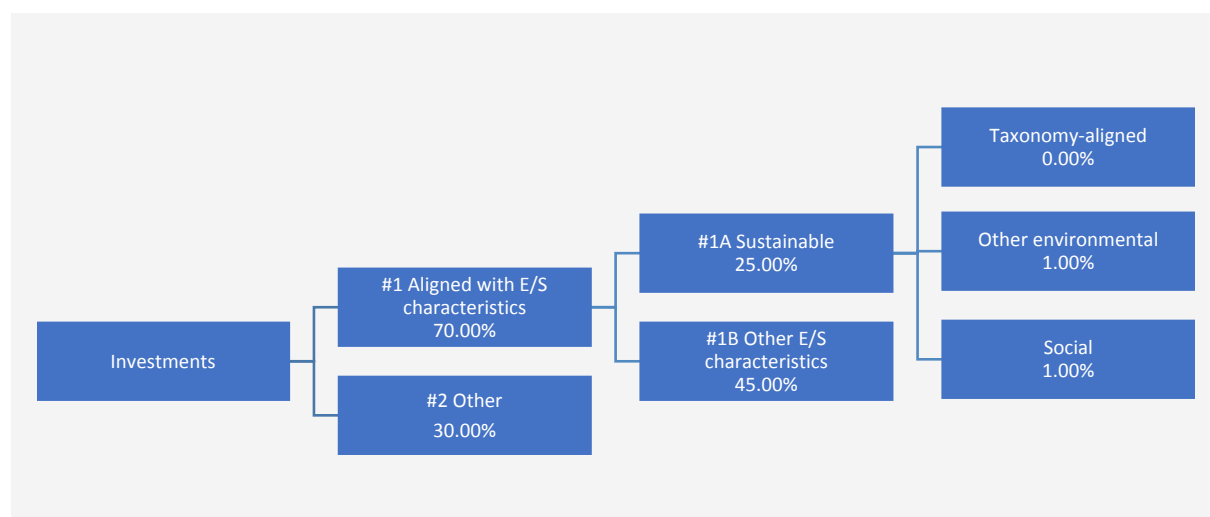 Investments
#1 Aligned with E/S
characteristics
70.00%
#2 Other
30.00%
#1A Sustainable
25.00%
#1B Other E/S
characteristics
45.00%
Taxonomy-aligned
0.00%
Other environmental
1.00%
Social
1.00%